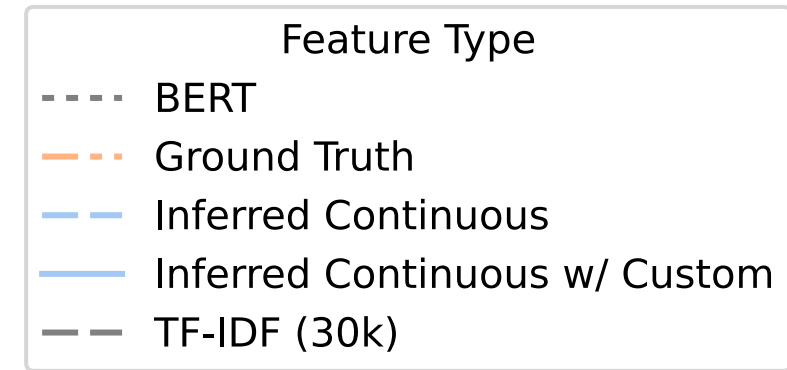 Feature Type
BERT
Ground Truth
Inferred Continuous
Inferred Continuous w/ Custom
TF-IDF (30k)